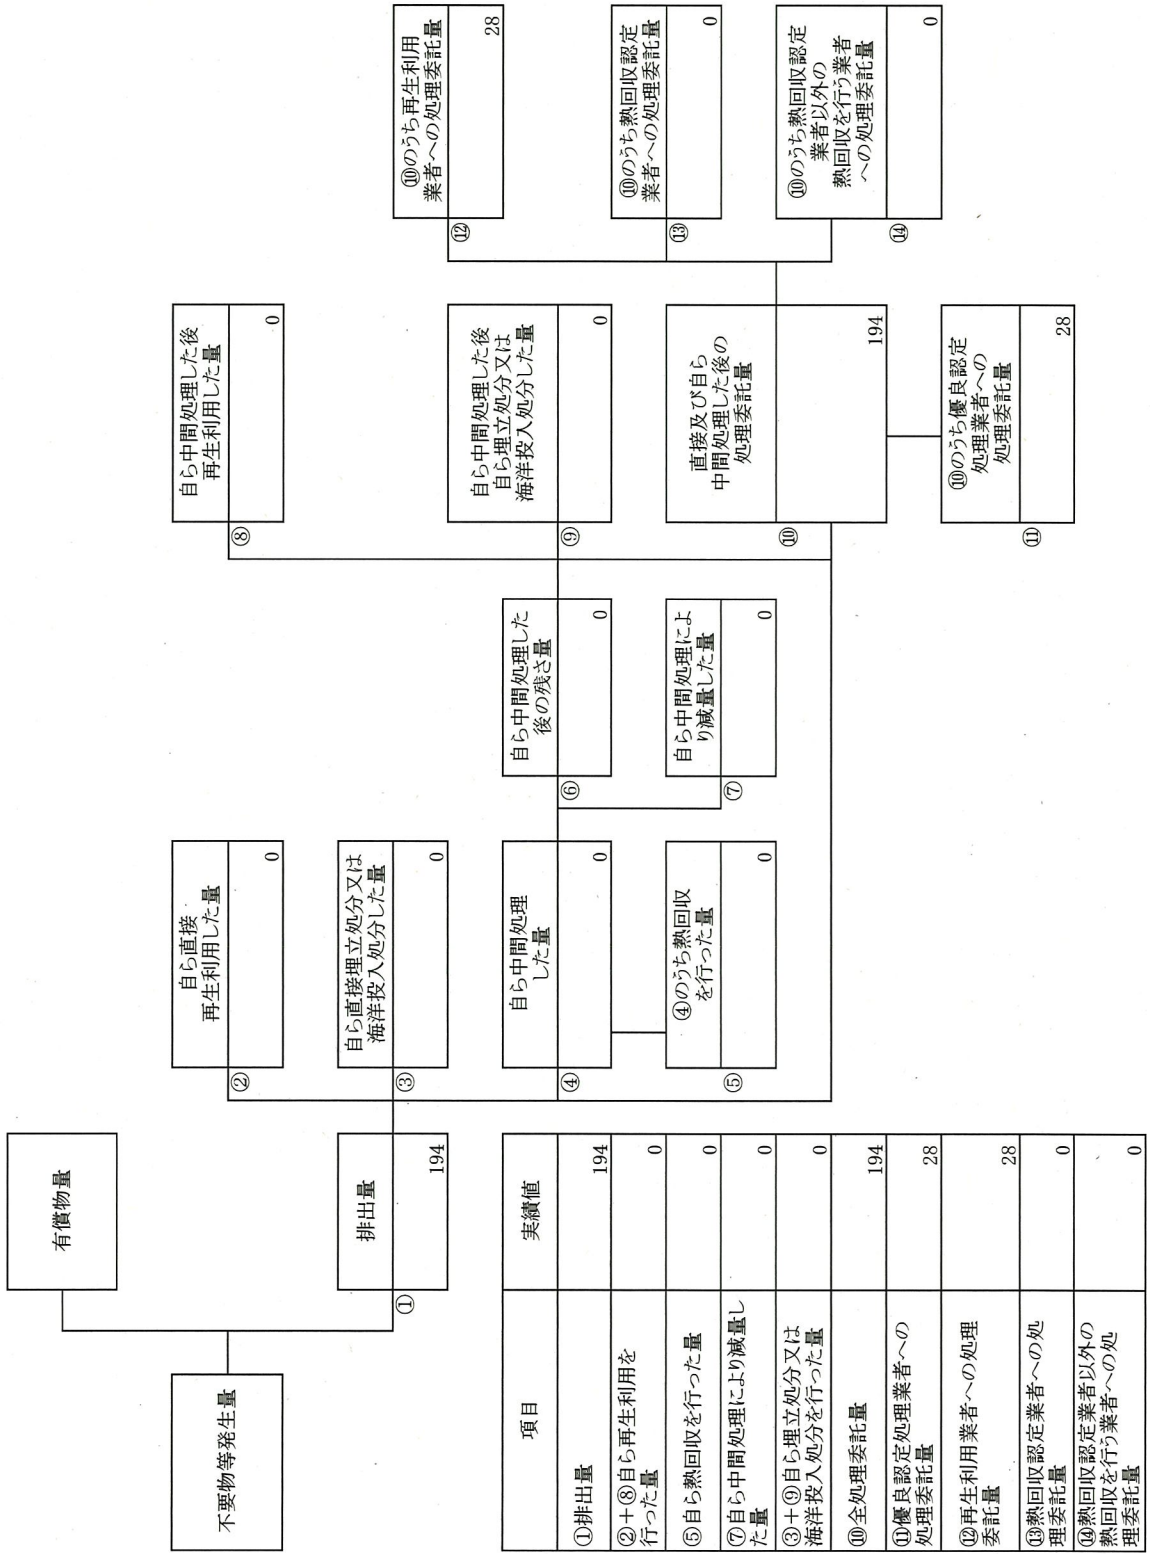 不要物等発生量
有償物量
排出量
①
194
自ら直接
再生利用した量
②
0
自ら直接埋立処分又は
海洋投入処分した量
③
0
自ら中間処理
した量
④
0
④のうち熱回収
を行った量
⑤
0
自ら中間処理した
後の残さ量
⑥
0
自ら中間処理によ
り減量した量
⑦
0
自ら中間処理した後
再生利用した量
⑧
0
自ら中間処理した後
自ら埋立処分又は
海洋投入処分した量
⑨
0
直接及び自ら
中間処理した後の
処理委託量
⑩
194
⑩のうち優良認定
処理業者への
処理委託量
⑪
28
⑩のうち再生利用
業者への処理委託量
⑫
28
⑩のうち熱回収認定
業者への処理委託量
⑬
0
⑩のうち熱回収認定
業者以外の
熱回収を行う業者
への処理委託量
⑭
0
項目 実績値
①排出量 194
②+⑧自ら再生利用を
行った量 0
⑤自ら熱回収を行った量 0
⑦自ら中間処理により減量し
た量 0
③+⑨自ら埋立処分又は
海洋投入処分を行った量 0
⑩全処理委託量 194
⑪優良認定処理業者への
処理委託量 28
⑫再生利用業者への処理
委託量 28
⑬熱回収認定業者への処
理委託量 0
⑭熱回収認定業者以外の
熱回収を行う業者への処
理委託量 0